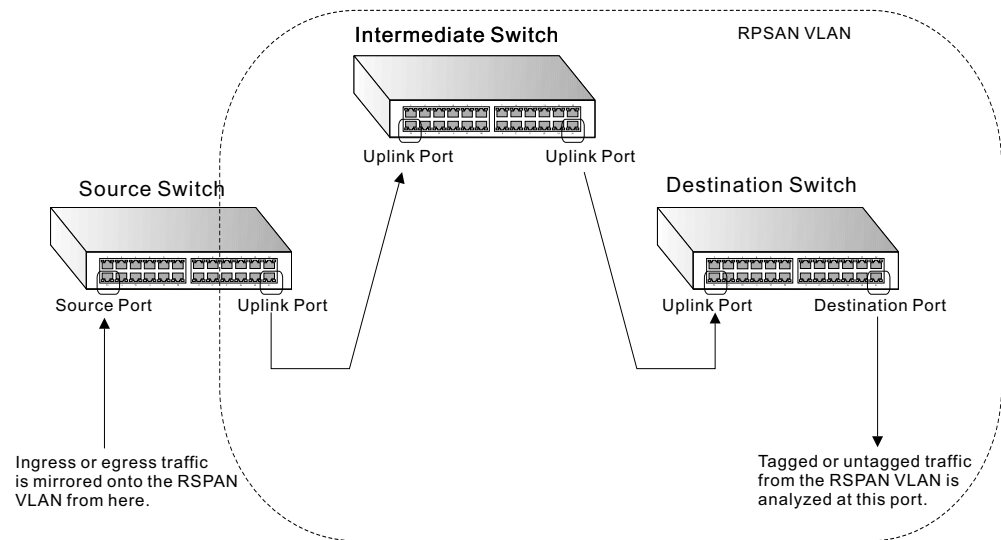 Intermediate Switch
RPSAN VLAN
Uplink Port
Uplink Port
Source Switch
Destination Switch
Source Port
Uplink Port
Uplink Port
Destination Port
Ingress or egress traffic
is mirrored onto the RSPAN
VLAN from here.
Tagged or untagged traffic
from the RSPAN VLAN is
analyzed at this port.